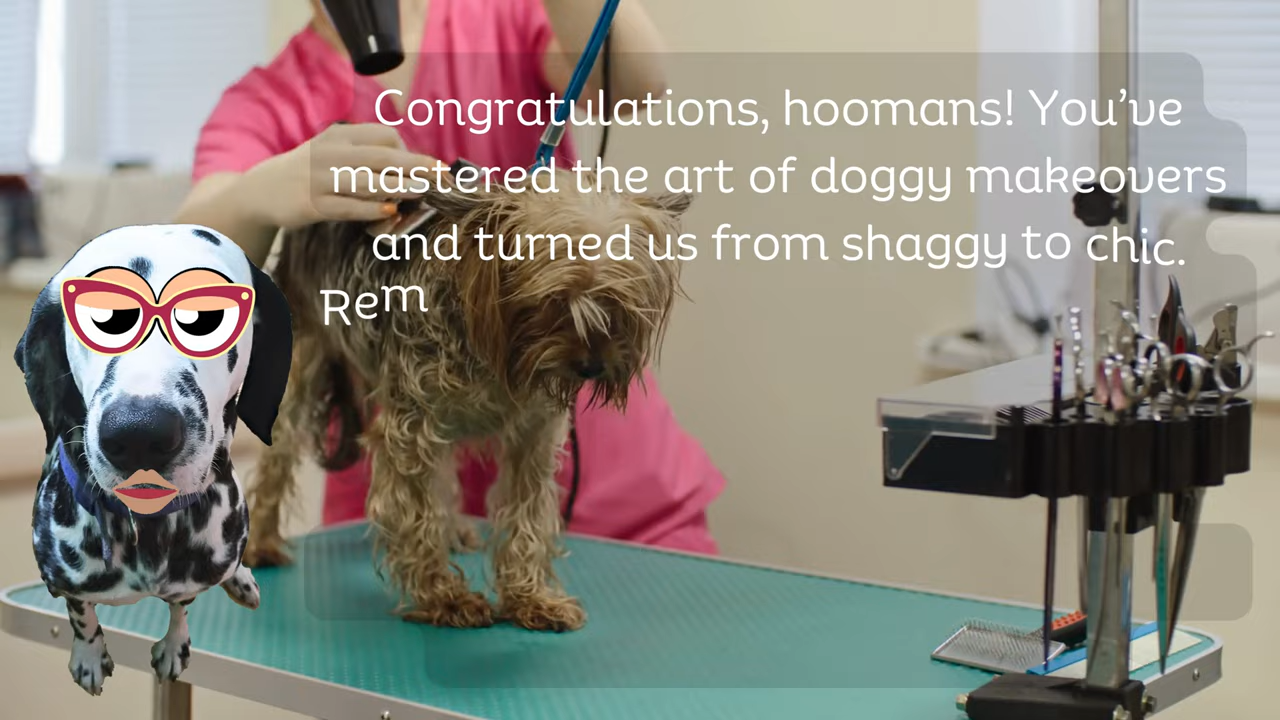 Congratulations, hoomans! You’ve
mastered the art of doggy makeovers
and turned us from shaggy to chic.
Rem